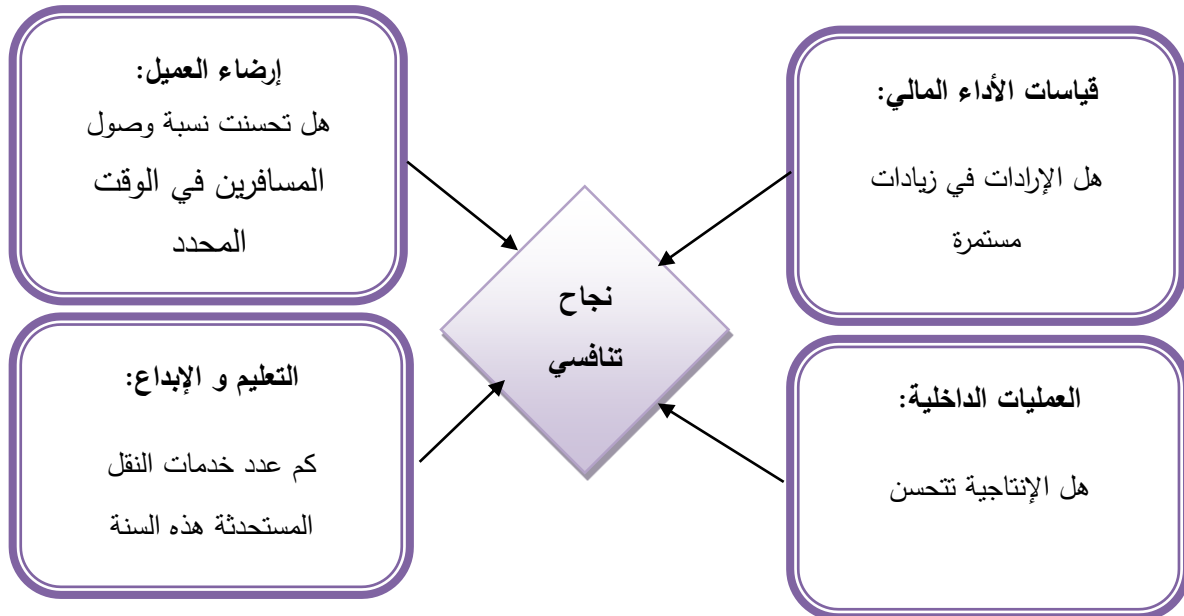 قياسات الأداء المالي:
هل الإرادات في زيادات
مستمرة
إرضاء العميل:
هل تحسنت نسبة وصول
المسافرين في الوقت
المحدد
نجاح
تنافسي
العمليات الداخلية:
هل الإنتاجية تتحسن
التعليم و الإبداع:
كم عدد خدمات النقل
المستحدثة هذه السنة